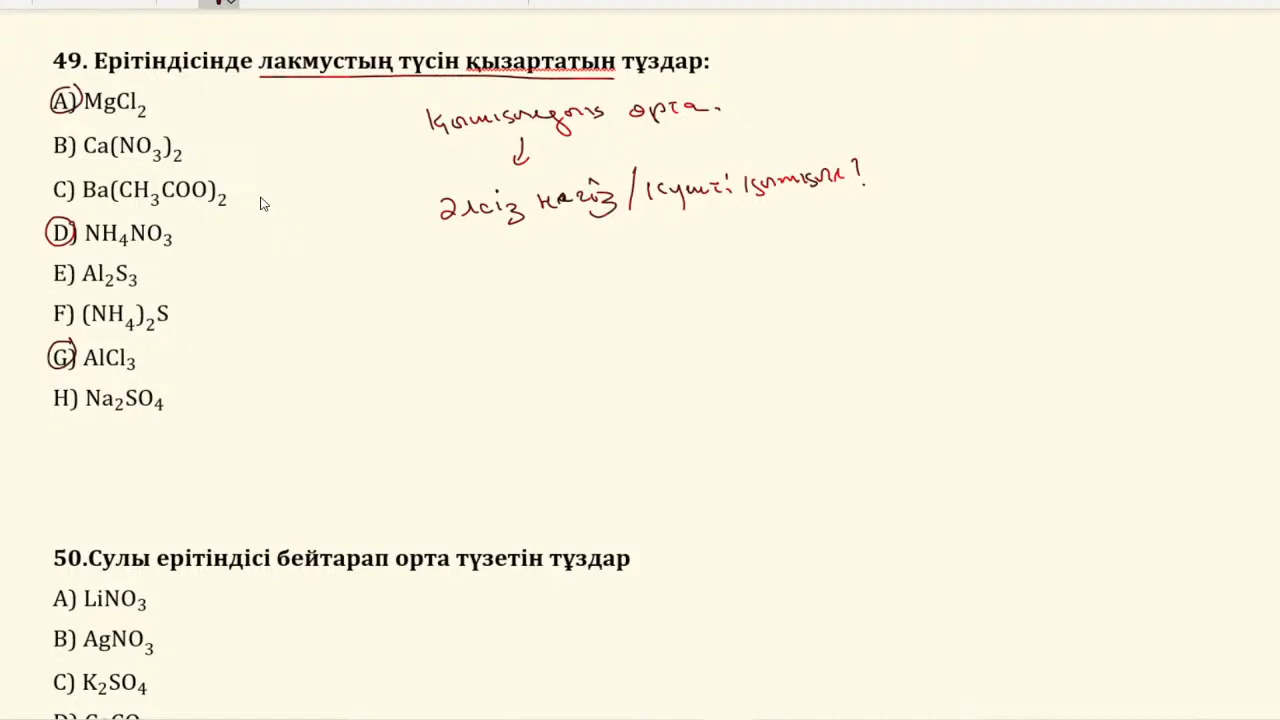 49. Ерітіндісінде лакмустың түсін қызартатын тұздар:
A) MgCl₂
B) Ca(NO₃)₂
C) Ba(CH₃COO)₂
D) NH₄NO₃
E) Al₂S₃
F) (NH₄)₂S
G) AlCl₃
H) Na₂SO₄
Қышқылдық орта.
↓
Әлсіз негіз / күшті қышқыл!
50.Сулы ерітіндісі бейтарап орта түзетін тұздар
A) LiNO₃
B) AgNO₃
C) K₂SO₄